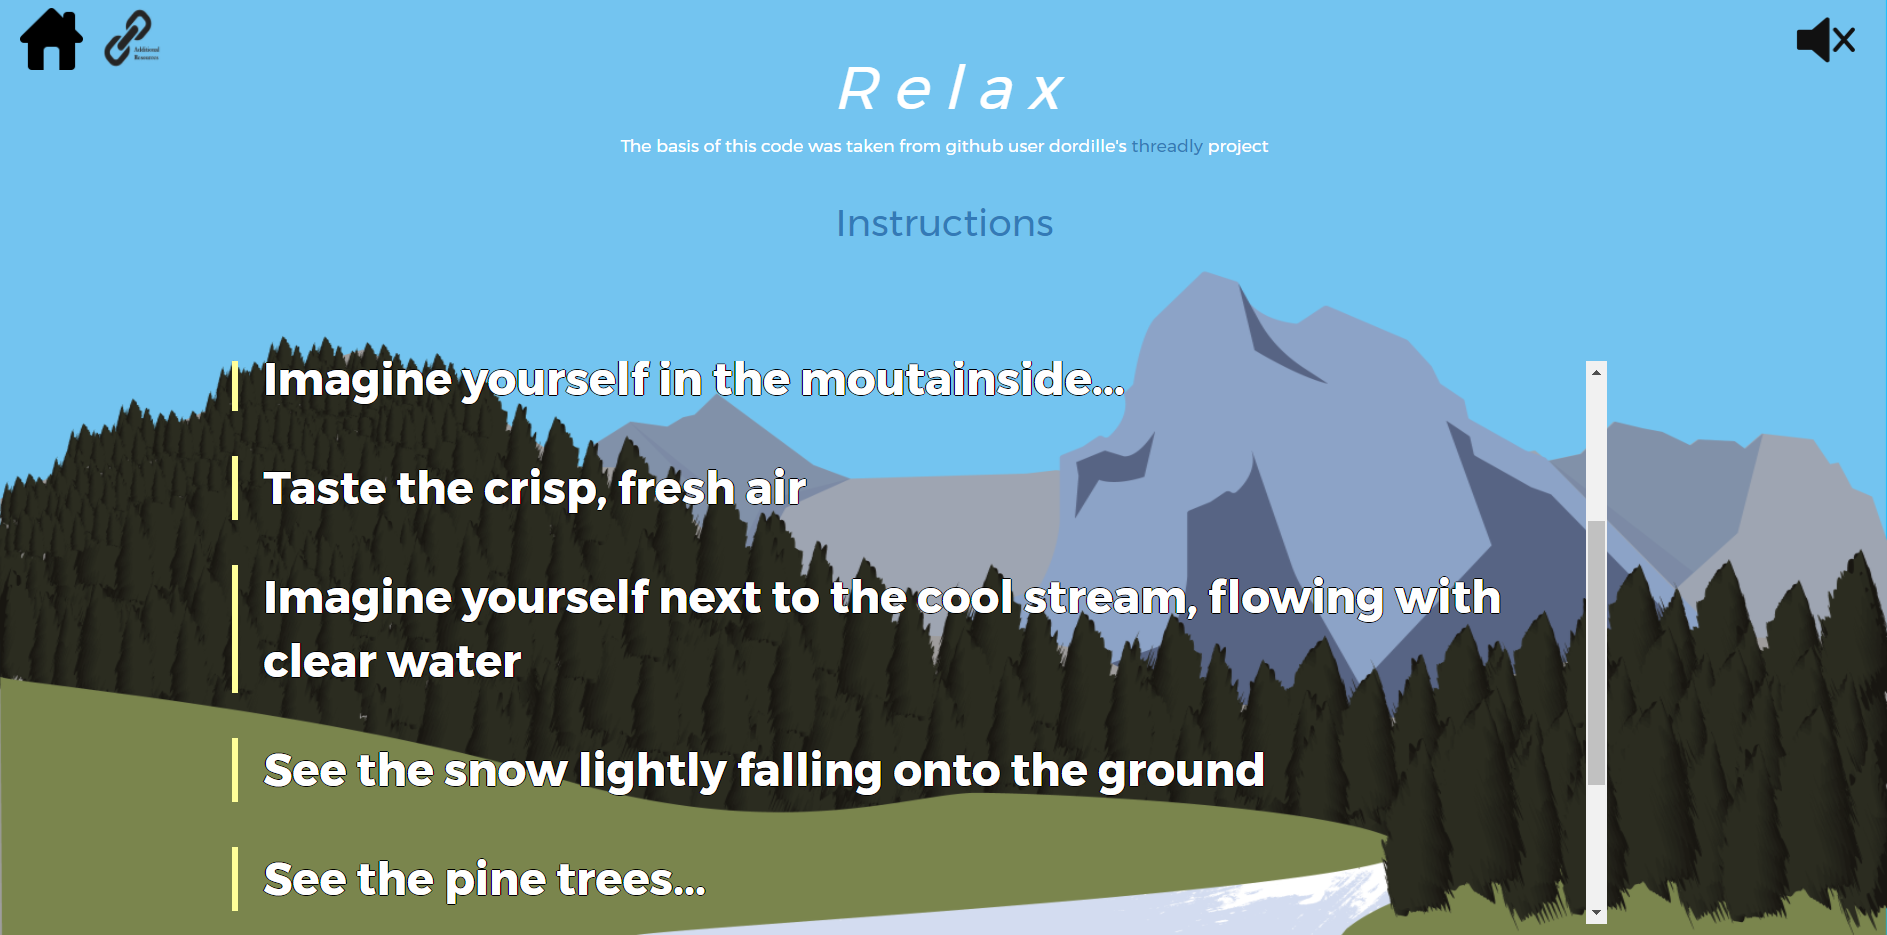 Additional
Resources
Relax
The basis of this code was taken from github user dordille's threadly project
Instructions
Imagine yourself in the moutainside...
Taste the crisp, fresh air
Imagine yourself next to the cool stream, flowing with
clear water
See the snow lightly falling onto the ground
See the pine trees...